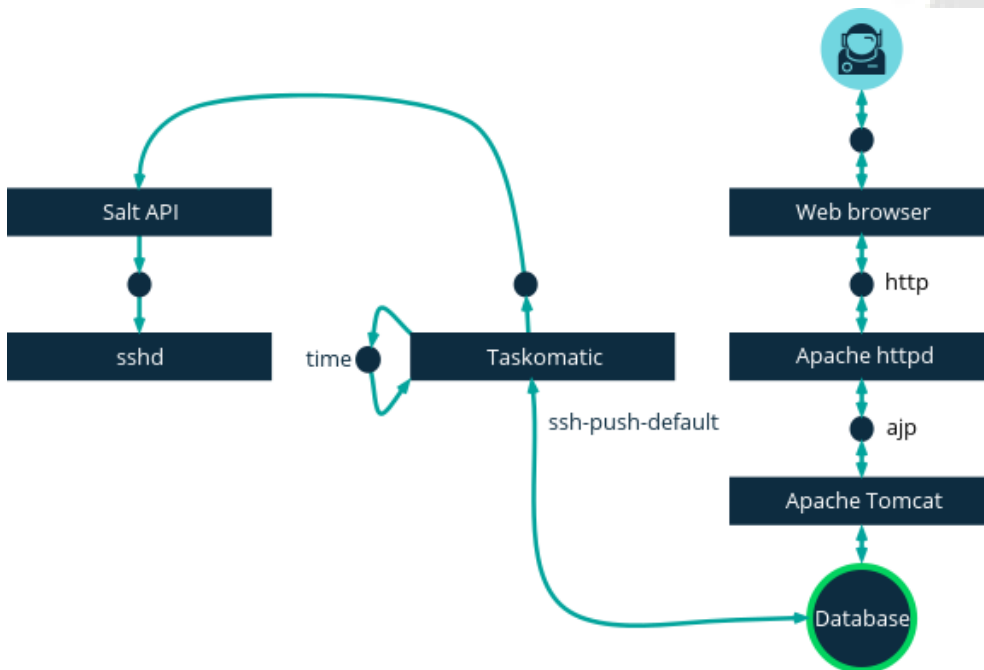 Salt API
Web browser
http
sshd
time
Taskomatic
Apache httpd
ssh-push-default
ajp
Apache Tomcat
Database